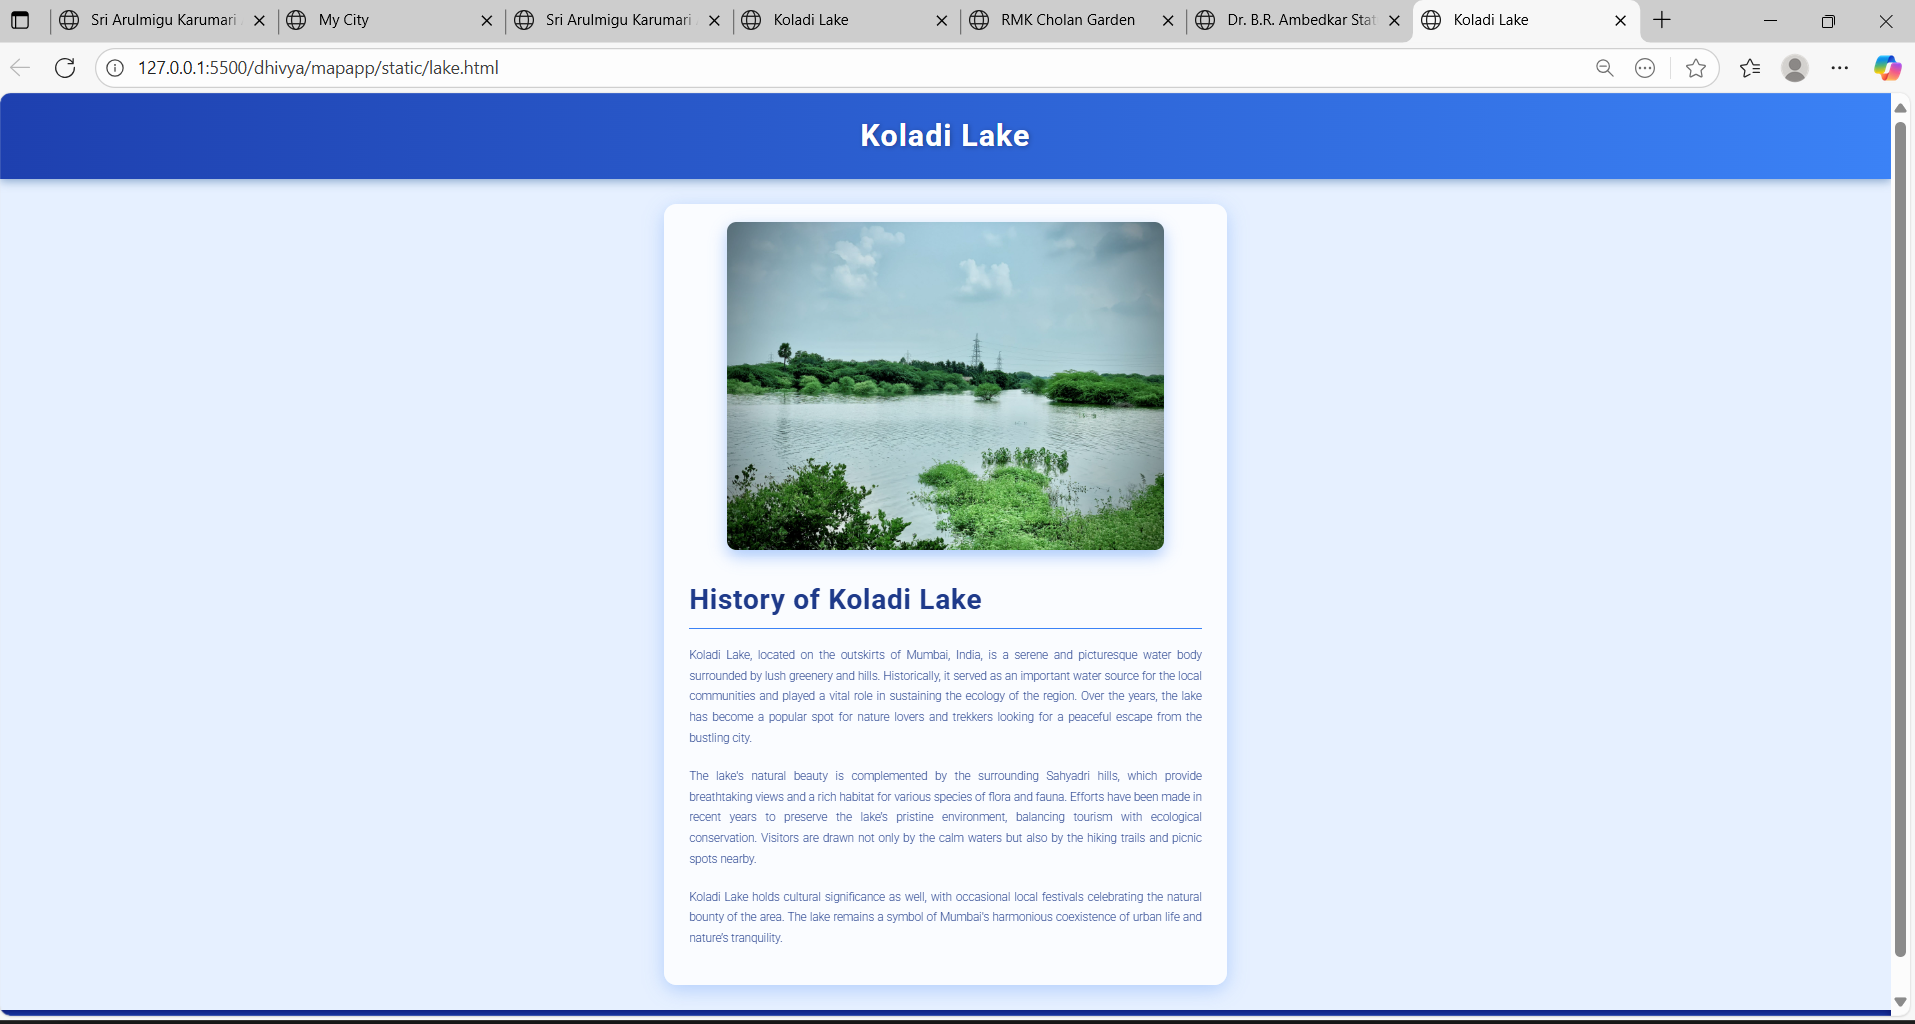 Sri Arulmigu Karumari
My City
Sri Arulmigu Karumari
Koladi Lake
RMK Cholan Garden
Dr. B.R. Ambedkar Stat
Koladi Lake
127.0.0.1:5500/dhivya/mapapp/static/lake.html
Koladi Lake
History of Koladi Lake
Koladi Lake, located on the outskirts of Mumbai, India, is a serene and picturesque water body
surrounded by lush greenery and hills. Historically, it served as an important water source for the local
communities and played a vital role in sustaining the ecology of the region. Over the years, the lake
has become a popular spot for nature lovers and trekkers looking for a peaceful escape from the
bustling city.
The lake's natural beauty is complemented by the surrounding Sahyadri hills, which provide
breathtaking views and a rich habitat for various species of flora and fauna. Efforts have been made in
recent years to preserve the lake's pristine environment, balancing tourism with ecological
conservation. Visitors are drawn not only by the calm waters but also by the hiking trails and picnic
spots nearby.
Koladi Lake holds cultural significance as well, with occasional local festivals celebrating the natural
bounty of the area. The lake remains a symbol of Mumbai's harmonious coexistence of urban life and
nature's tranquility.